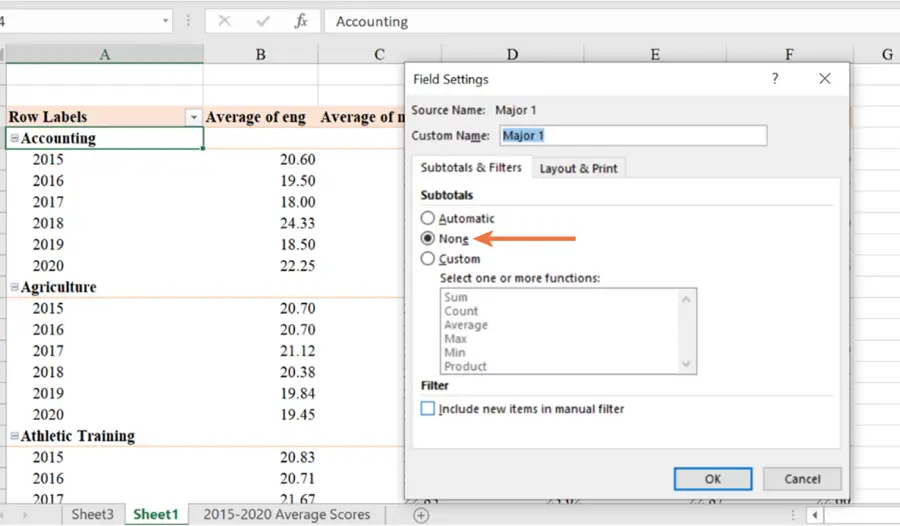 4 fx Accounting
A B C D E F G
Row Labels Average of eng Average of
Accounting
2015 20.60
2016 19.50
2017 18.00
2018 24.33
2019 18.50
2020 22.25
Agriculture
2015 20.70
2016 20.70
2017 21.12
2018 20.38
2019 19.84
2020 19.45
Athletic Training
2015 20.83
2016 20.71
2017 21.67
Field Settings ? ×
Source Name: Major 1
Custom Name: Major 1
Subtotals & Filters Layout & Print
Subtotals
Automatic
None
Custom
Select one or more functions:
Sum
Count
Average
Max
Min
Product
Filter
Include new items in manual filter
OK Cancel
Sheet3 Sheet1 2015-2020 Average Scores